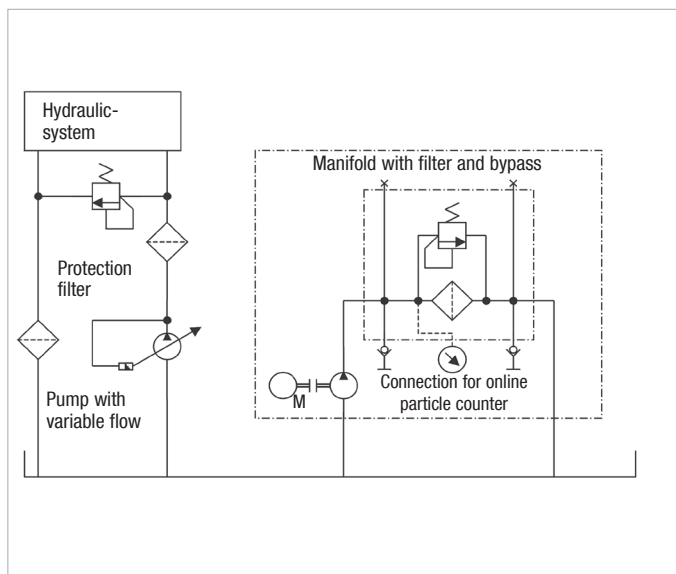 Hydraulic-
system
Manifold with filter and bypass
Protection
filter
Pump with
variable flow
M
Connection for online
particle counter